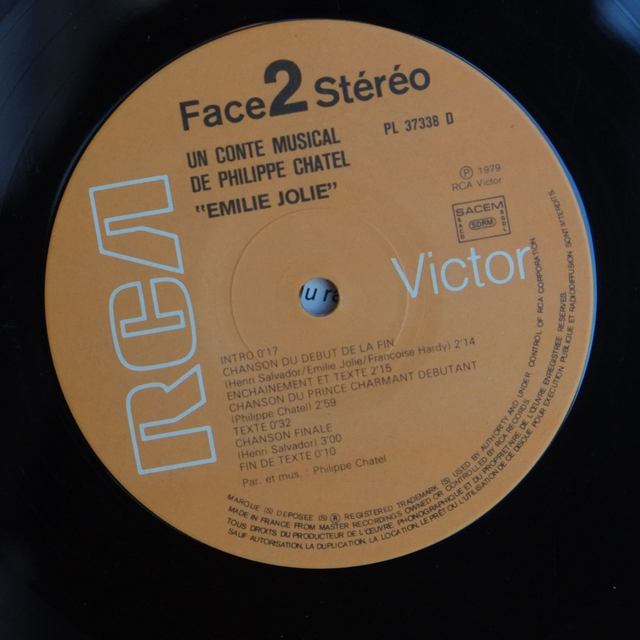 Face 2 Stéréo
UN CONTE MUSICAL
DE PHILIPPE CHATEL
"EMILIE JOLIE"
PL 37338 D
Ⓟ 1979
RCA Victor
SACEM
SDRM
RCA
Victor
INTRO 0'17
CHANSON DU DEBUT DE LA FIN
(Henri Salvador/Emilie Jolie/Françoise Hardy) 2'14
ENCHAINEMENT ET TEXTE 2'15
CHANSON DU PRINCE CHARMANT DEBUTANT
(Philippe Chatel) 2'59
TEXTE 0'32
CHANSON FINALE
(Henri Salvador) 3'00
FIN DE TEXTE 0'10
Par. et mus. : Philippe Chatel
MARQUE (S) DEPOSEE (S) ® REGISTERED TRADEMARK (S) USED BY AUTHORITY AND UNDER CONTROL OF RCA CORPORATION.
MADE IN FRANCE FROM MASTER RECORDINGS OWNED OR CONTROLLED BY RCA RECORDS.
TOUS DROITS DU PRODUCTEUR DE L'ŒUVRE PHONOGRAPHIQUE ET DU PROPRIETAIRE DE L'ŒUVRE ENREGISTREE RESERVES.
SAUF AUTORISATION, LA DUPLICATION, LA LOCATION, LE PRÊT OU L'UTILISATION DE CE DISQUE POUR EXECUTION PUBLIQUE ET RADIODIFFUSION SONT INTERDITS.